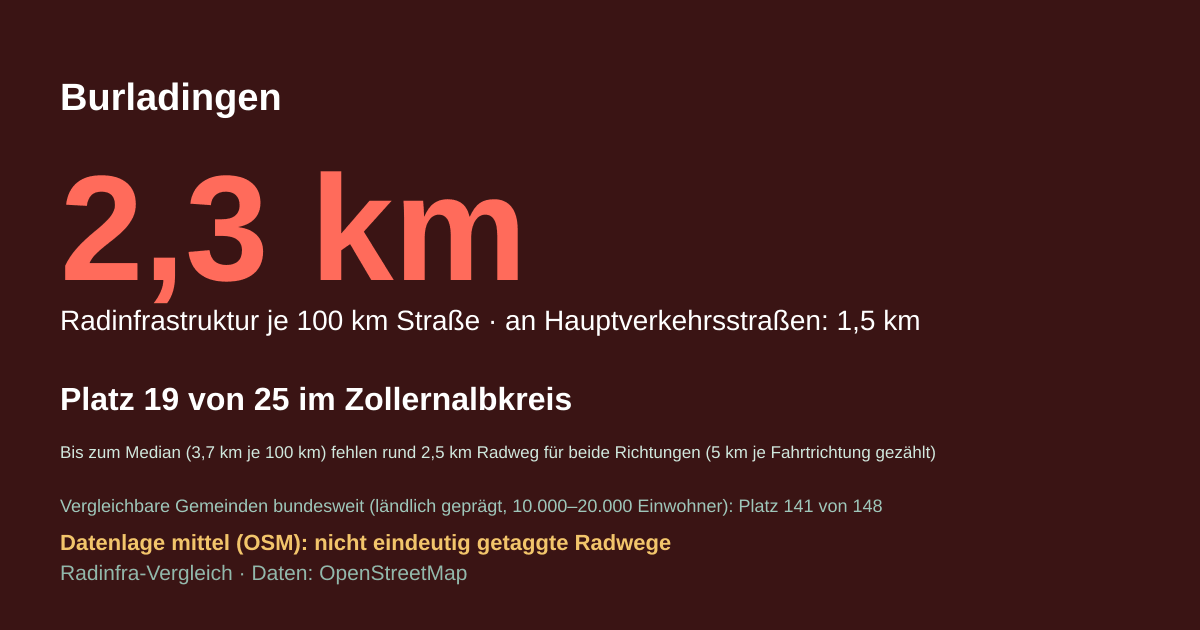 Burladingen
2,3 km
Radinfrastruktur je 100 km Straße · an Hauptverkehrsstraßen: 1,5 km
Platz 19 von 25 im Zollernalbkreis
Bis zum Median (3,7 km je 100 km) fehlen rund 2,5 km Radweg für beide Richtungen (5 km je Fahrtrichtung gezählt)
Vergleichbare Gemeinden bundesweit (ländlich geprägt, 10.000–20.000 Einwohner): Platz 141 von 148
Datenlage mittel (OSM): nicht eindeutig getaggte Radwege
Radinfra-Vergleich · Daten: OpenStreetMap